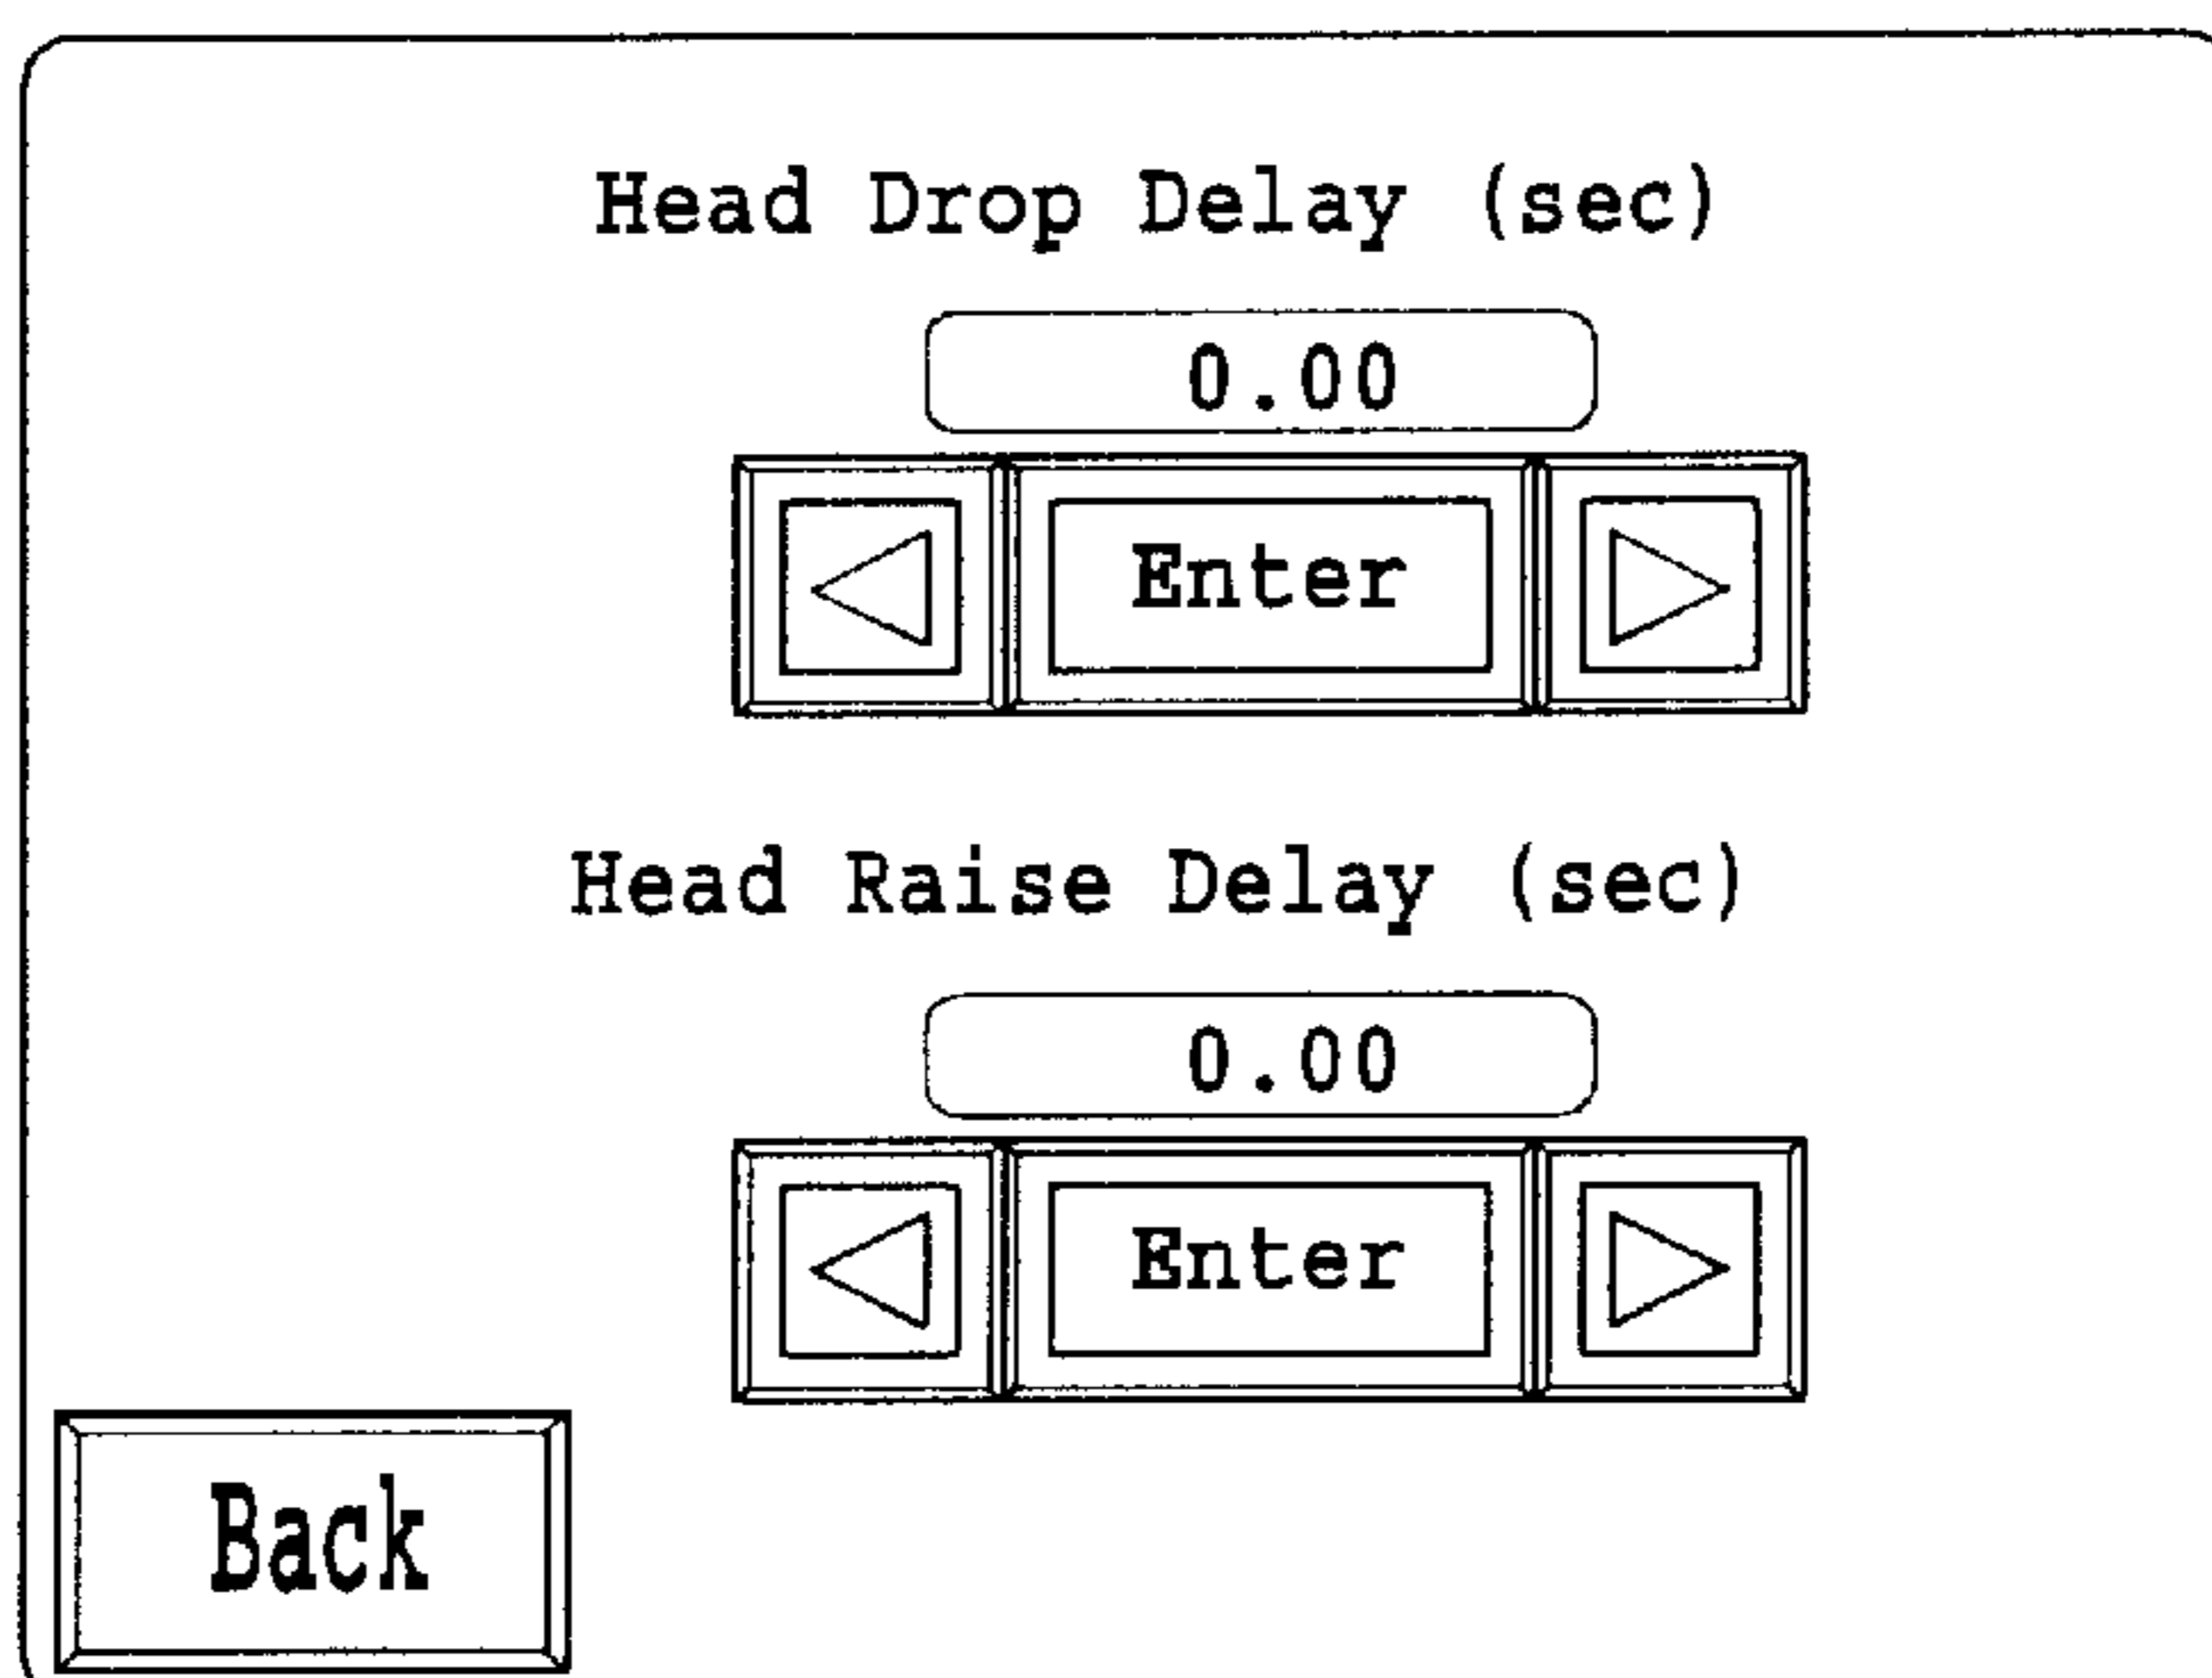 Head Drop Delay (sec)
0.00
Enter
Head Raise Delay (sec)
0.00
Enter
Back